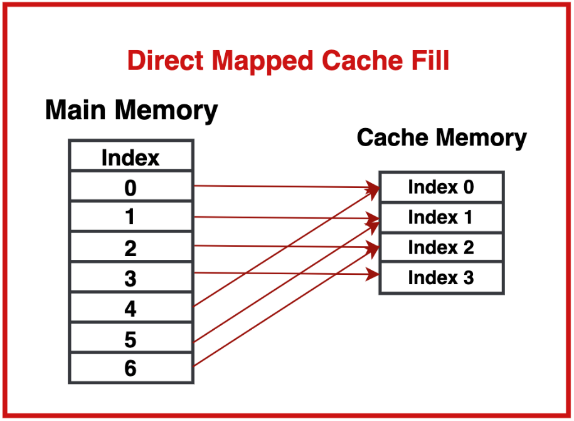 Direct Mapped Cache Fill
Main Memory
Index
0
1
2
3
4
5
6
Cache Memory
Index 0
Index 1
Index 2
Index 3